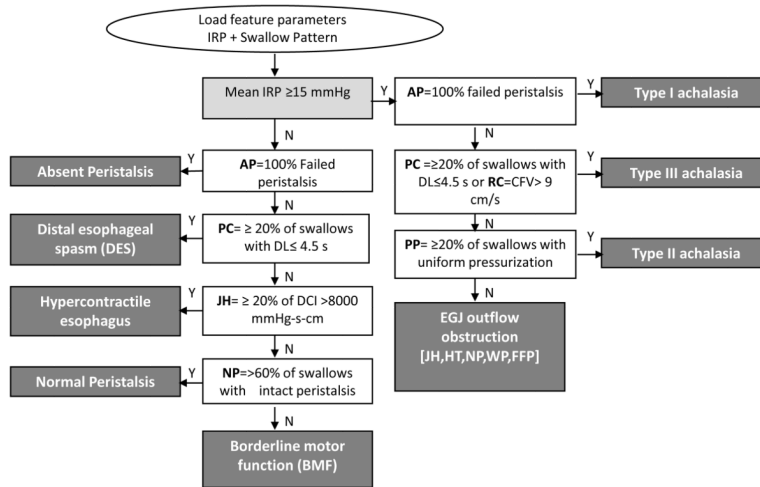 Load feature parameters
IRP + Swallow Pattern
Mean IRP ≥15 mmHg
Y
AP=100% failed peristalsis
Y
Type I achalasia
N
N
Absent Peristalsis
Y
AP=100% Failed
peristalsis
PC =≥20% of swallows with
DL≤4.5 s or RC=CFV> 9
cm/s
Y
Type III achalasia
N
N
Distal esophageal
spasm (DES)
Y
PC= ≥ 20% of swallows
with DL≤ 4.5 s
PP= ≥20% of swallows with
uniform pressurization
Y
Type II achalasia
N
N
Hypercontractile
esophagus
Y
JH= ≥ 20% of DCI >8000
mmHg-s-cm
EGJ outflow
obstruction
[JH,HT,NP,WP,FFP]
N
Normal Peristalsis
Y
NP=>60% of swallows
with intact peristalsis
N
Borderline motor
function (BMF)